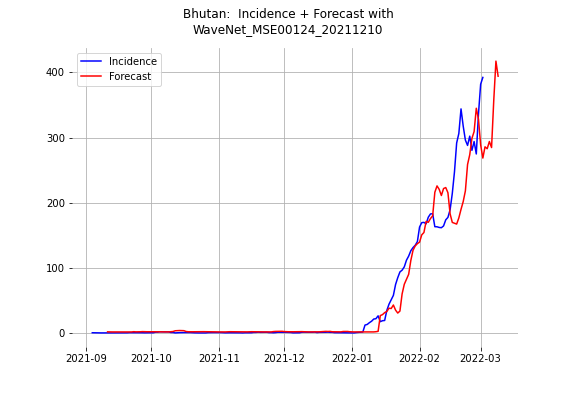 Bhutan:  Incidence + Forecast with
WaveNet_MSE00124_20211210
Incidence
Forecast
400
300
200
100
0
2021-09 2021-10 2021-11 2021-12 2022-01 2022-02 2022-03